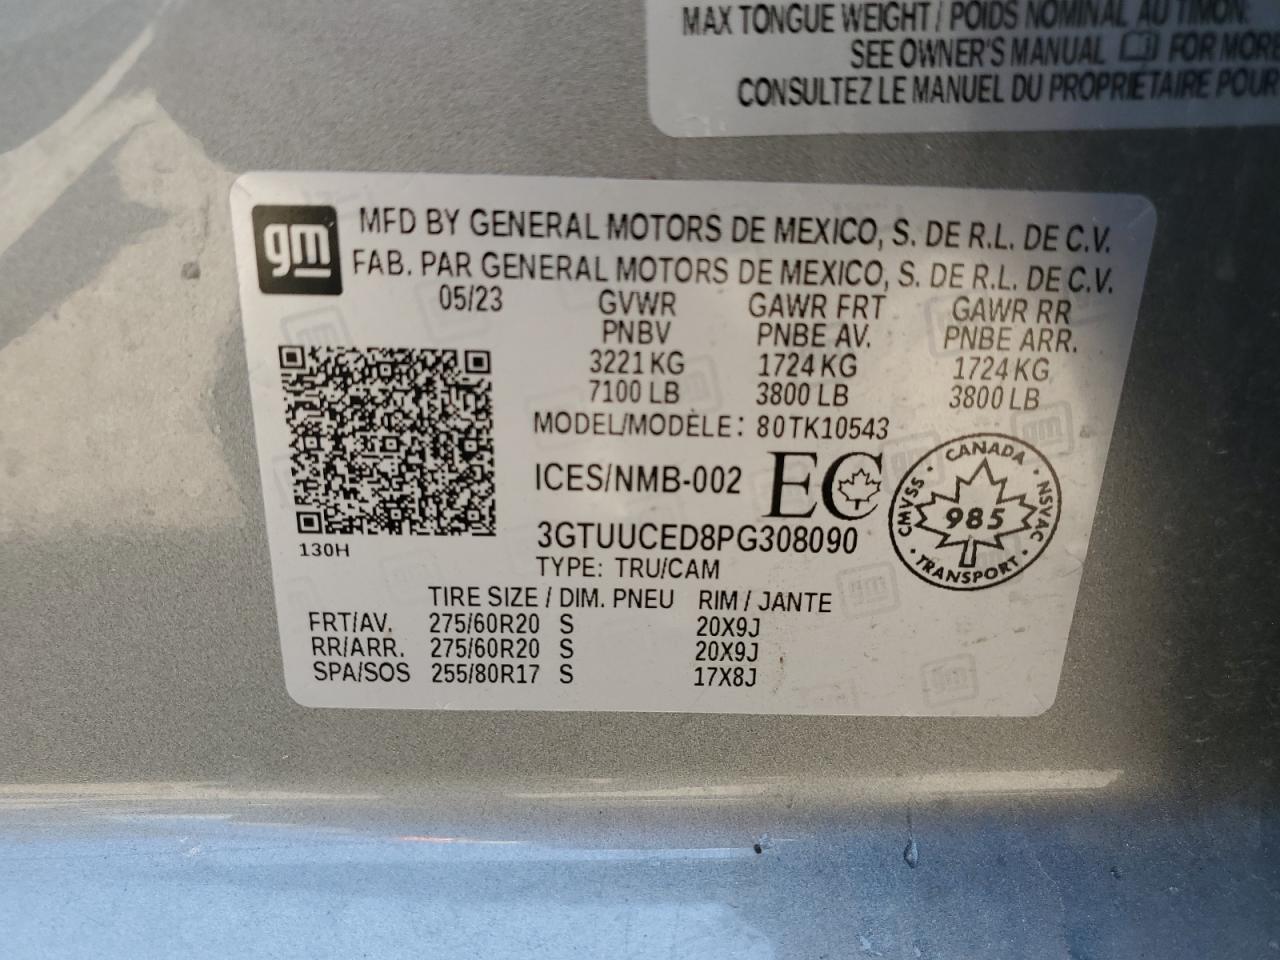 MAX TONGUE WEIGHT / POIDS NOMINAL AU TIMON:
SEE OWNER'S MANUAL FOR MORE
CONSULTEZ LE MANUEL DU PROPRIÉTAIRE POUR
gm MFD BY GENERAL MOTORS DE MEXICO, S. DE R.L. DE C.V.
FAB. PAR GENERAL MOTORS DE MEXICO, S. DE R.L. DE C.V.
05/23 GVWR GAWR FRT GAWR RR
PNBV PNBE AV. PNBE ARR.
3221 KG 1724 KG 1724 KG
7100 LB 3800 LB 3800 LB
MODEL/MODÈLE: 80TK10543
ICES/NMB-002 EC
CANADA
CMVSS 985 NSVAC
TRANSPORT
3GTUUCED8PG308090
130H
TYPE: TRU/CAM
TIRE SIZE / DIM. PNEU RIM / JANTE
FRT/AV. 275/60R20 S 20X9J
RR/ARR. 275/60R20 S 20X9J
SPA/SOS 255/80R17 S 17X8J